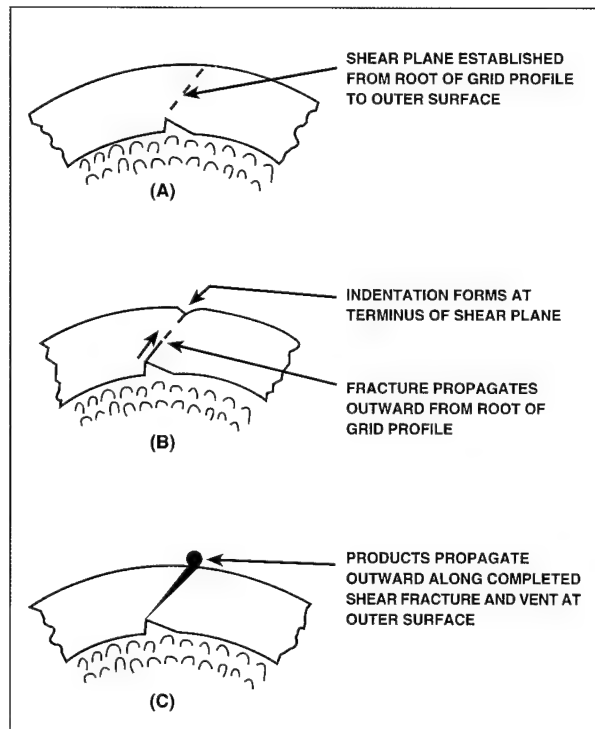 SHEAR PLANE ESTABLISHED
FROM ROOT OF GRID PROFILE
TO OUTER SURFACE
(A)
INDENTATION FORMS AT
TERMINUS OF SHEAR PLANE
FRACTURE PROPAGATES
OUTWARD FROM ROOT OF
GRID PROFILE
(B)
PRODUCTS PROPAGATE
OUTWARD ALONG COMPLETED
SHEAR FRACTURE AND VENT AT
OUTER SURFACE
(C)